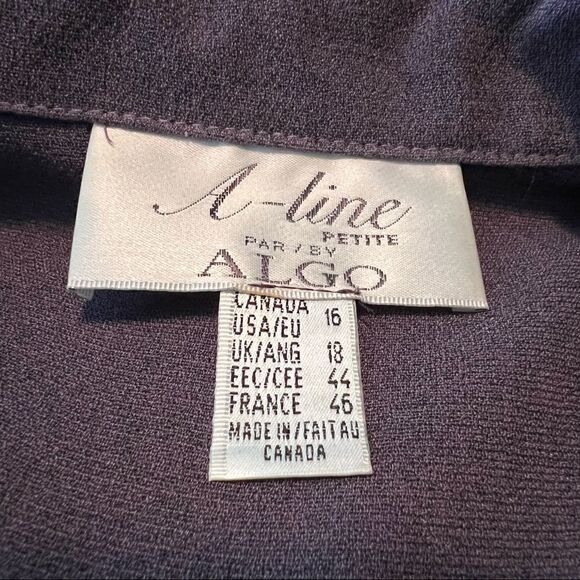 A-line
PETITE
PAR/BY
ALGO
CANADA
USA/EU 16
UK/ANG 18
EEC/CEE 44
FRANCE 46
MADE IN/FAIT AU
CANADA